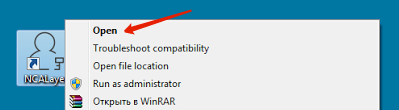 Open
Troubleshoot compatibility
Open file location
Run as administrator
Открыть в WinRAR
NCALaye